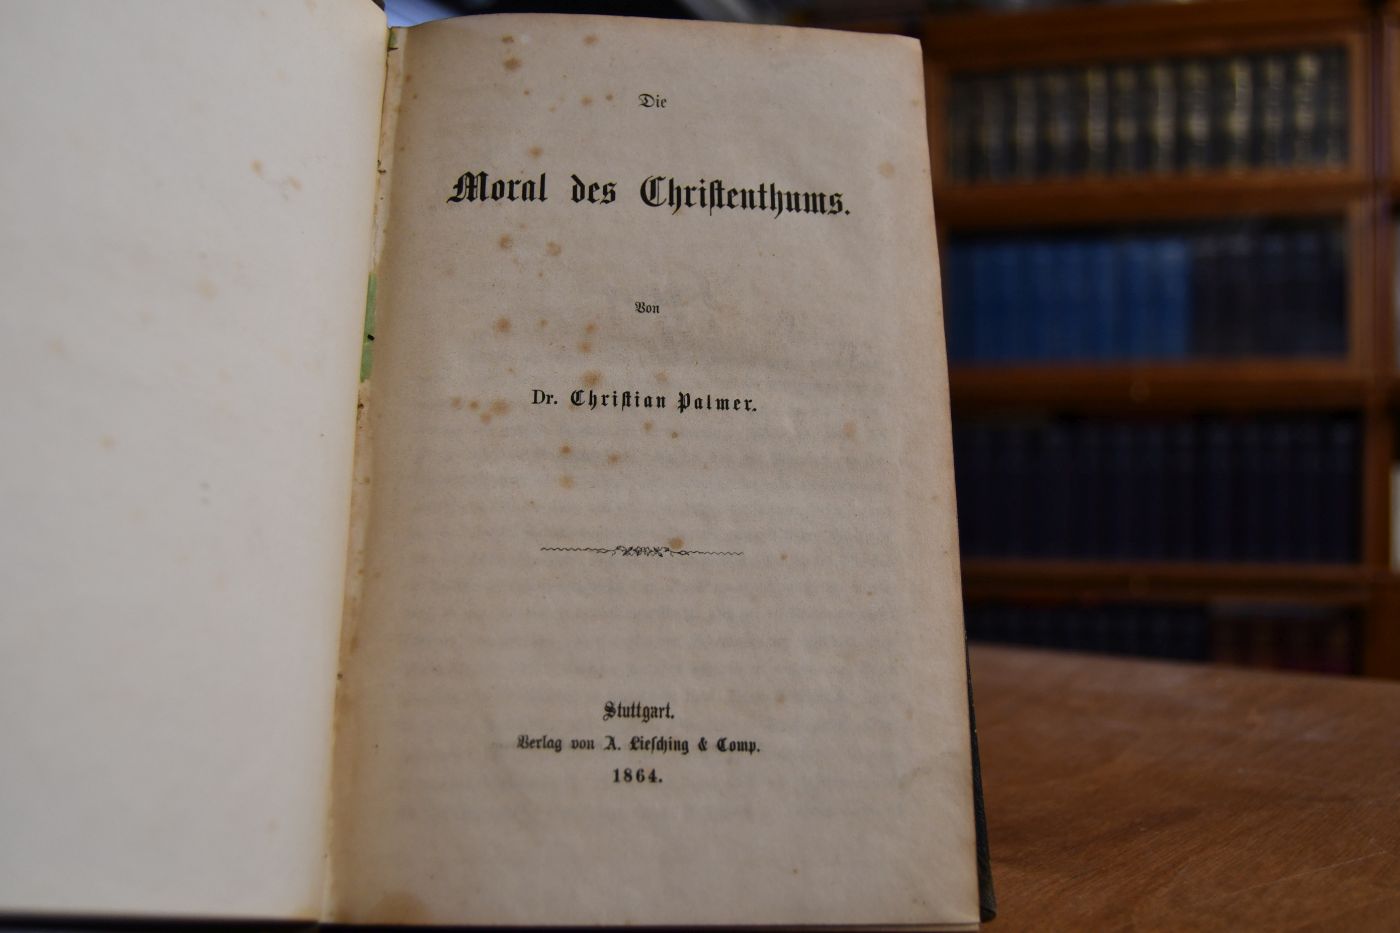 Die
Moral des Christenthums.
Von
Dr. Christian Palmer.
Stuttgart.
Verlag von A. Liesching & Comp.
1864.